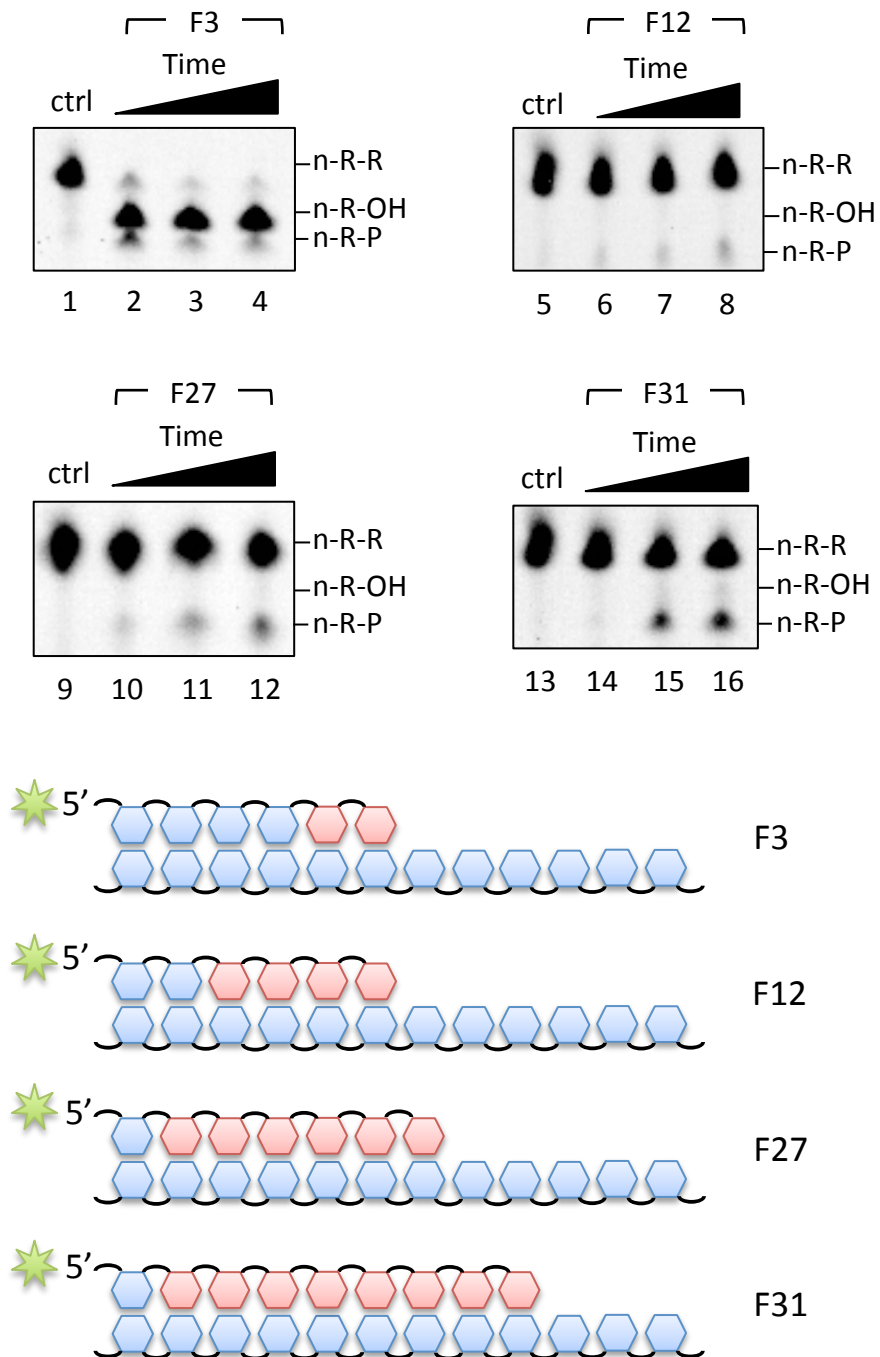 F3
Time
ctrl
n-R-R
n-R-OH
n-R-P
1 2 3 4
F12
Time
ctrl
n-R-R
n-R-OH
n-R-P
5 6 7 8
F27
Time
ctrl
n-R-R
n-R-OH
n-R-P
9 10 11 12
F31
Time
ctrl
n-R-R
n-R-OH
n-R-P
13 14 15 16
5’
F3
5’
F12
5’
F27
5’
F31